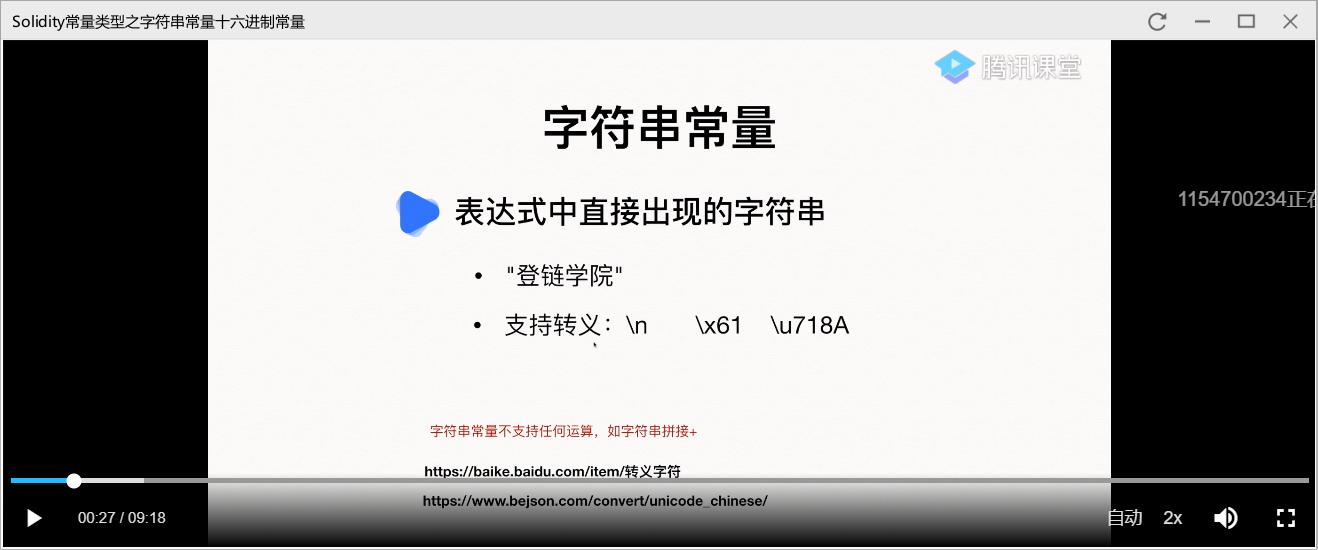 Solidity常量类型之字符串常量十六进制常量
腾讯课堂
字符串常量
表达式中直接出现的字符串
1154700234正在
• "登链学院"
• 支持转义：\n \x61 \u718A
字符串常量不支持任何运算，如字符串拼接+
https://baike.baidu.com/item/转义字符
https://www.bejson.com/convert/unicode_chinese/
00:27 / 09:18
自动 2x